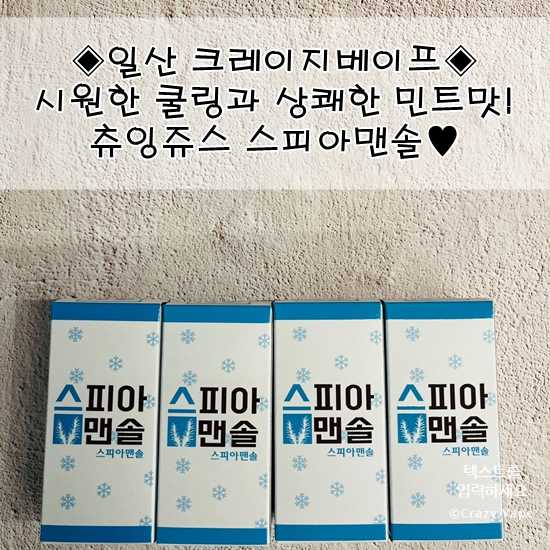 ◈일산 크레이지베이프◈
시원한 쿨링과 상쾌한 민트맛!
츄잉쥬스 스피아맨솔♥
스피아
맨솔
스피아맨솔
스피아
맨솔
스피아맨솔
스피아
맨솔
스피아맨솔
스피아
맨솔
스피아맨솔
텍스트를
입력하세요
©Crazy Vape